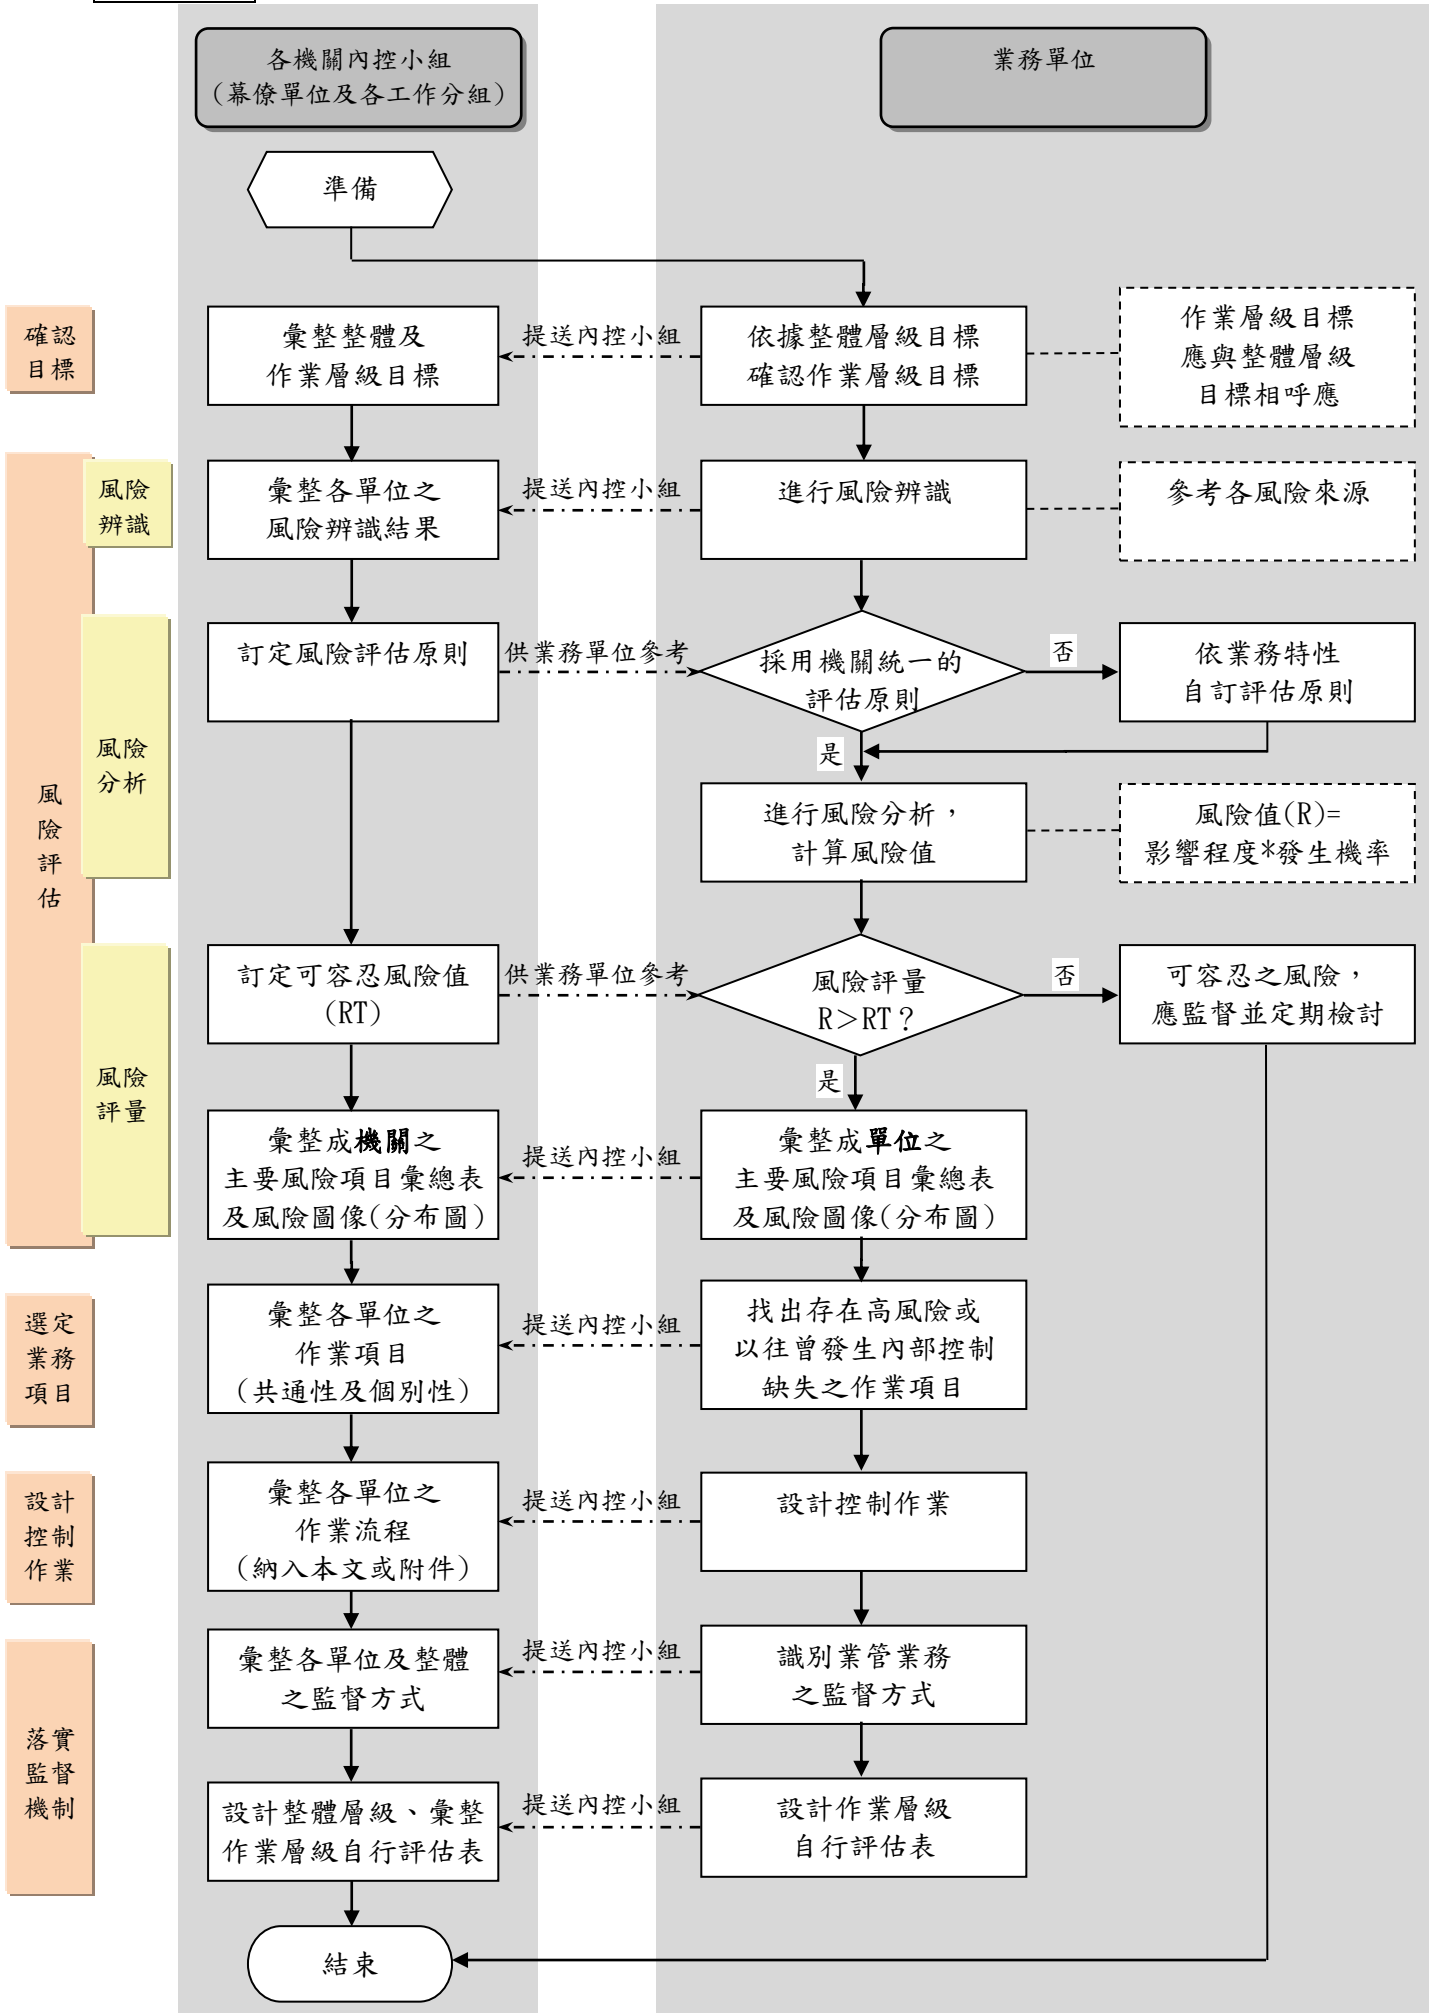 各機關內控小組
(幕僚單位及各工作分組)
業務單位
準備
確認
目標
彙整整體及
作業層級目標
提送內控小組
依據整體層級目標
確認作業層級目標
作業層級目標
應與整體層級
目標相呼應
風險
辨識
彙整各單位之
風險辨識結果
提送內控小組
進行風險辨識
參考各風險來源
訂定風險評估原則
供業務單位參考
採用機關統一的
評估原則
否
依業務特性
自訂評估原則
是
風險
分析
風
險
評
估
進行風險分析，
計算風險值
風險值(R)=
影響程度*發生機率
訂定可容忍風險值
(RT)
供業務單位參考
風險評量
R＞RT？
否
可容忍之風險，
應監督並定期檢討
是
風險
評量
彙整成機關之
主要風險項目彙總表
及風險圖像(分布圖)
提送內控小組
彙整成單位之
主要風險項目彙總表
及風險圖像(分布圖)
選定
業務
項目
彙整各單位之
作業項目
(共通性及個別性)
提送內控小組
找出存在高風險或
以往曾發生內部控制
缺失之作業項目
設計
控制
作業
彙整各單位之
作業流程
(納入本文或附件)
提送內控小組
設計控制作業
落實
監督
機制
彙整各單位及整體
之監督方式
提送內控小組
識別業管業務
之監督方式
設計整體層級、彙整
作業層級自行評估表
提送內控小組
設計作業層級
自行評估表
結束